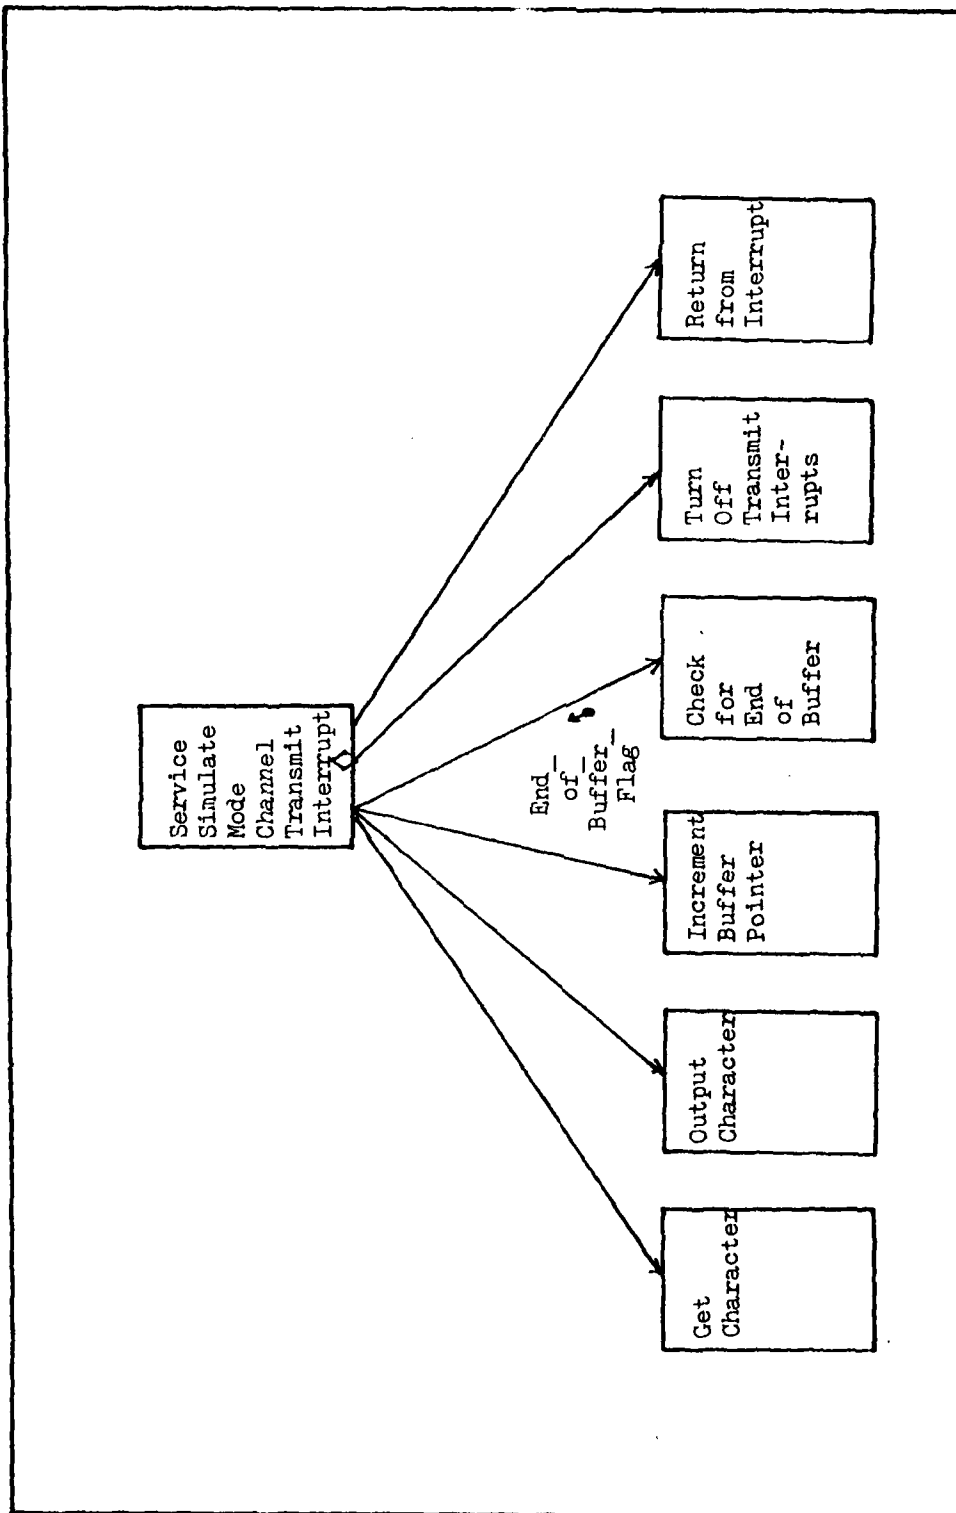 Service
Simulate
Mode
Channel
Transmit
Interrupt
End_
of_
Buffer_
Flag
Get
Character
Output
Character
Increment
Buffer
Pointer
Check
for
End
of
Buffer
Turn
Off
Transmit
Inter-
rupts
Return
from
Interrupt